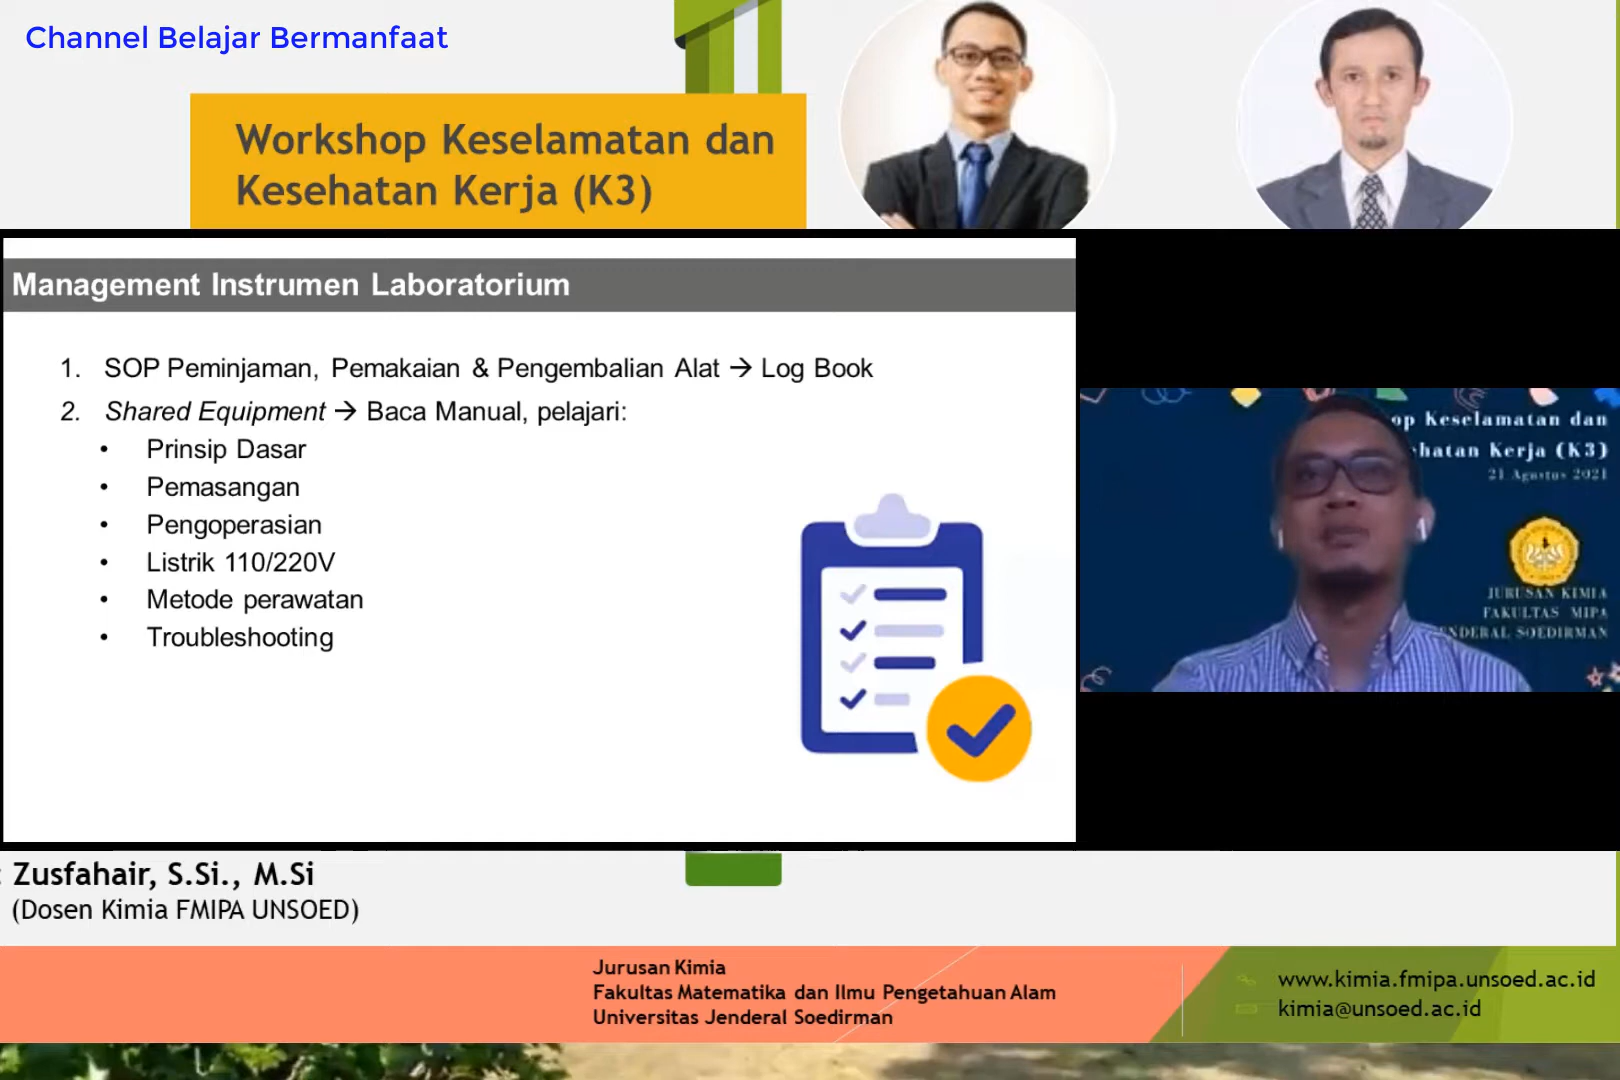 Channel Belajar Bermanfaat
Workshop Keselamatan dan
Kesehatan Kerja (K3)
Management Instrumen Laboratorium
1. SOP Peminjaman, Pemakaian & Pengembalian Alat → Log Book
2. Shared Equipment → Baca Manual, pelajari:
• Prinsip Dasar
• Pemasangan
• Pengoperasian
• Listrik 110/220V
• Metode perawatan
• Troubleshooting
op Keselamatan dan
hatan Kerja (K3)
21 Agustus 2021
JURUSAN KIMIA
FAKULTAS MIPA
ENDERAL SOEDIRMAN
: Zusfahair, S.Si., M.Si
(Dosen Kimia FMIPA UNSOED)
Jurusan Kimia
Fakultas Matematika dan Ilmu Pengetahuan Alam
Universitas Jenderal Soedirman
www.kimia.fmipa.unsoed.ac.id
kimia@unsoed.ac.id